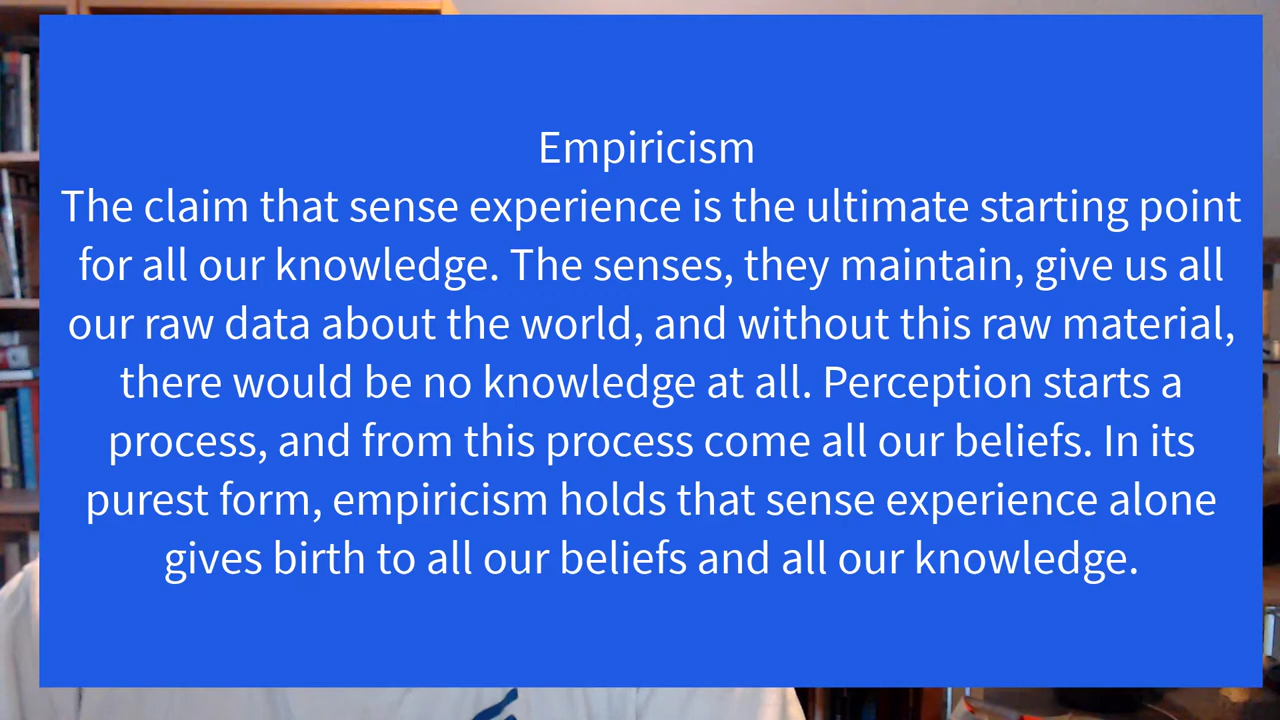 Empiricism
The claim that sense experience is the ultimate starting point
for all our knowledge. The senses, they maintain, give us all
our raw data about the world, and without this raw material,
there would be no knowledge at all. Perception starts a
process, and from this process come all our beliefs. In its
purest form, empiricism holds that sense experience alone
gives birth to all our beliefs and all our knowledge.